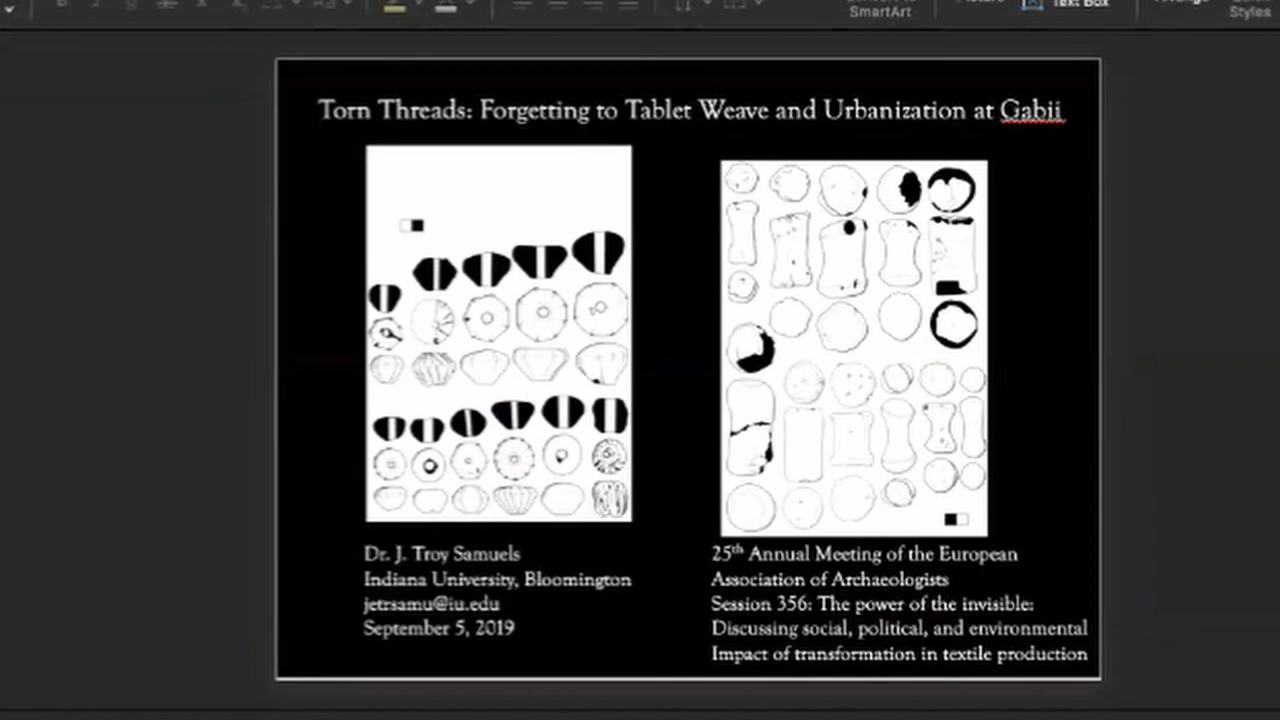 SmartArt
Text Box
Styles
Torn Threads: Forgetting to Tablet Weave and Urbanization at Gabii
Dr. J. Troy Samuels
Indiana University, Bloomington
jetrsamu@iu.edu
September 5, 2019
25th Annual Meeting of the European
Association of Archaeologists
Session 356: The power of the invisible:
Discussing social, political, and environmental
Impact of transformation in textile production